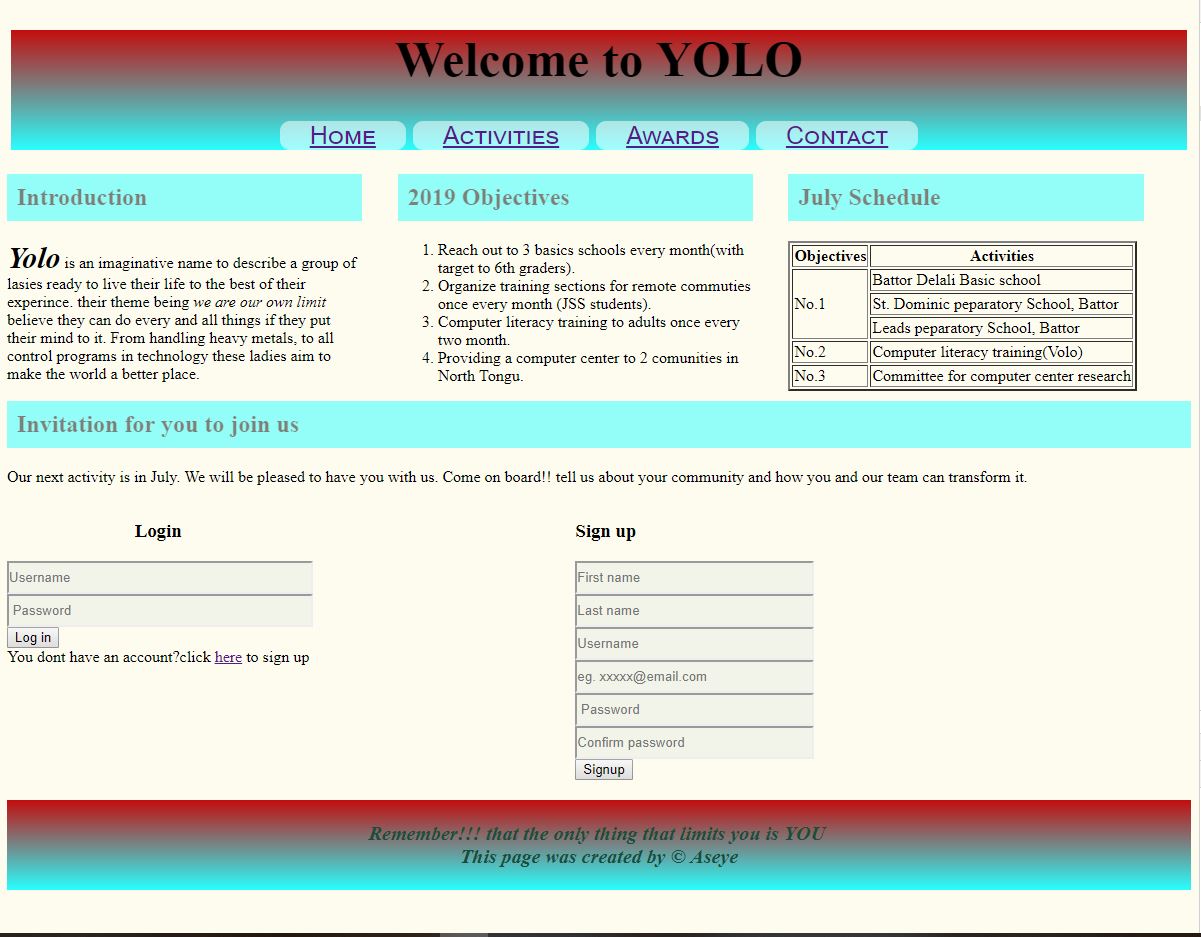 Welcome to YOLO
Home Activities Awards Contact
Introduction
Yolo is an imaginative name to describe a group of
lasies ready to live their life to the best of their
experince. their theme being we are our own limit
believe they can do every and all things if they put
their mind to it. From handling heavy metals, to all
control programs in technology these ladies aim to
make the world a better place.
2019 Objectives
1. Reach out to 3 basics schools every month(with
target to 6th graders).
2. Organize training sections for remote commuties
once every month (JSS students).
3. Computer literacy training to adults once every
two month.
4. Providing a computer center to 2 comunities in
North Tongu.
July Schedule
Objectives Activities
No.1 Battor Delali Basic school
St. Dominic peparatory School, Battor
Leads peparatory School, Battor
No.2 Computer literacy training(Volo)
No.3 Committee for computer center research
Invitation for you to join us
Our next activity is in July. We will be pleased to have you with us. Come on board!! tell us about your community and how you and our team can transform it.
Login
Username
Password
Log in
You dont have an account?click here to sign up
Sign up
First name
Last name
Username
eg. xxxxx@email.com
Password
Confirm password
Signup
Remember!!! that the only thing that limits you is YOU
This page was created by © Aseye